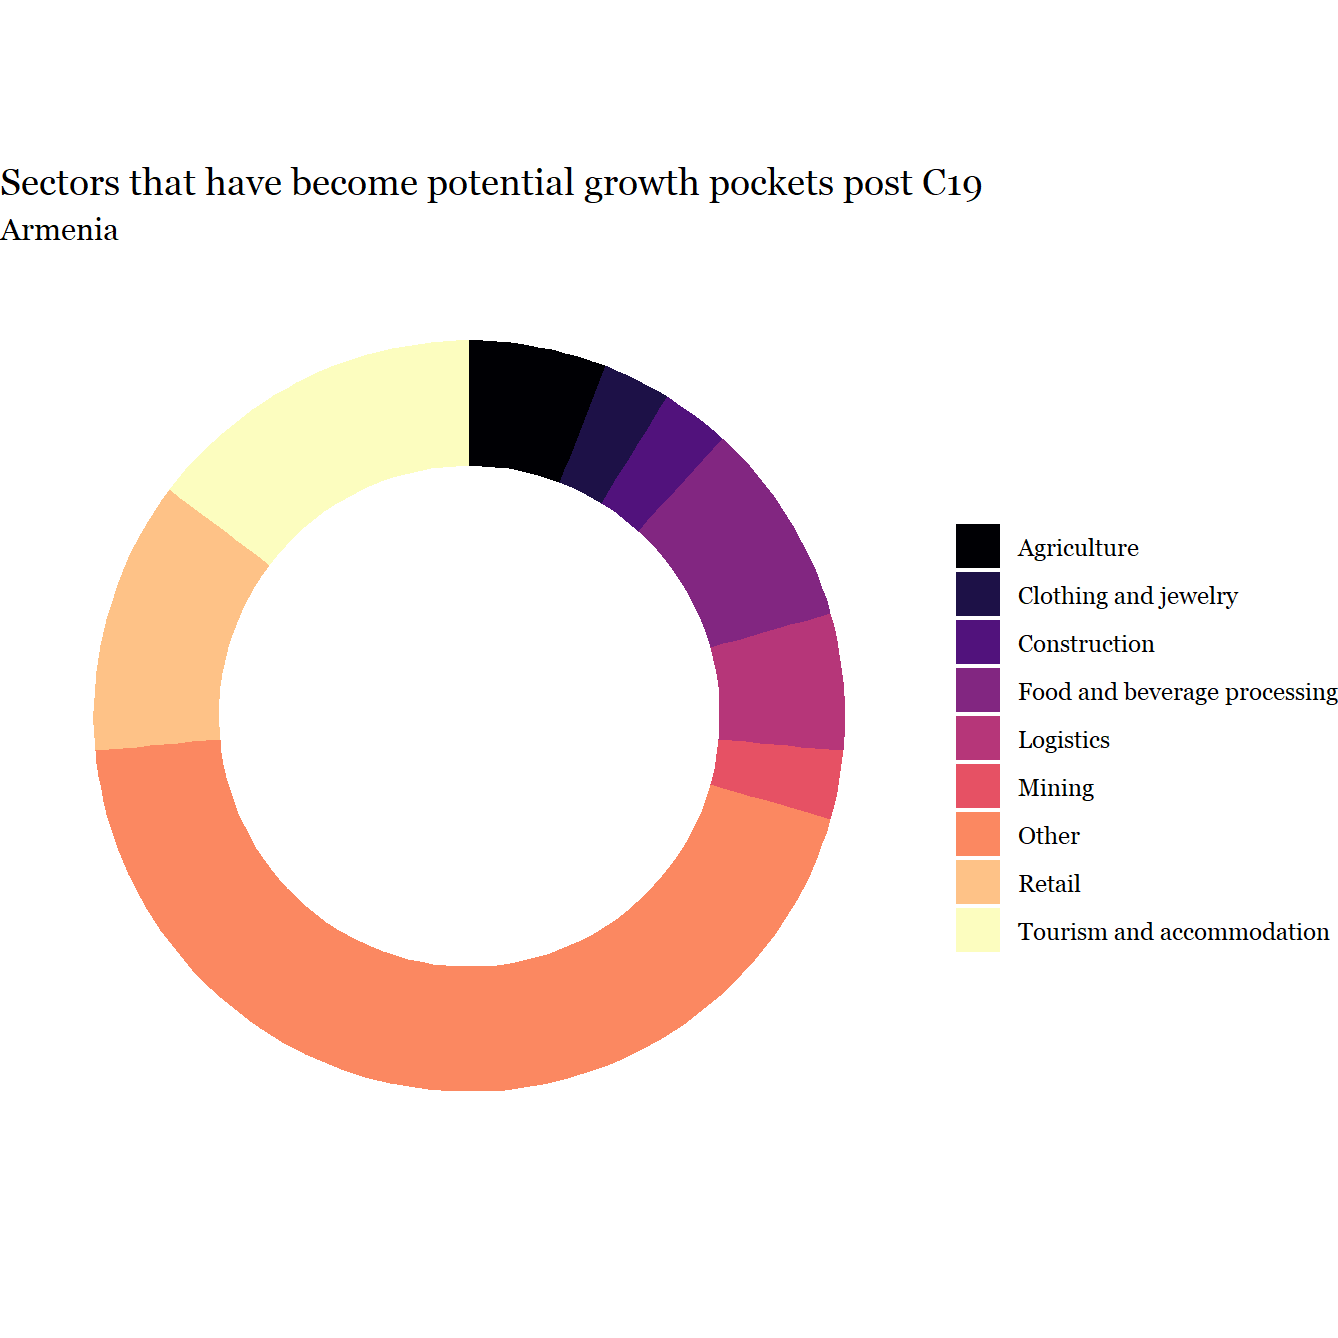 Sectors that have become potential growth pockets post C19
Armenia
Agriculture
Clothing and jewelry
Construction
Food and beverage processing
Logistics
Mining
Other
Retail
Tourism and accommodation